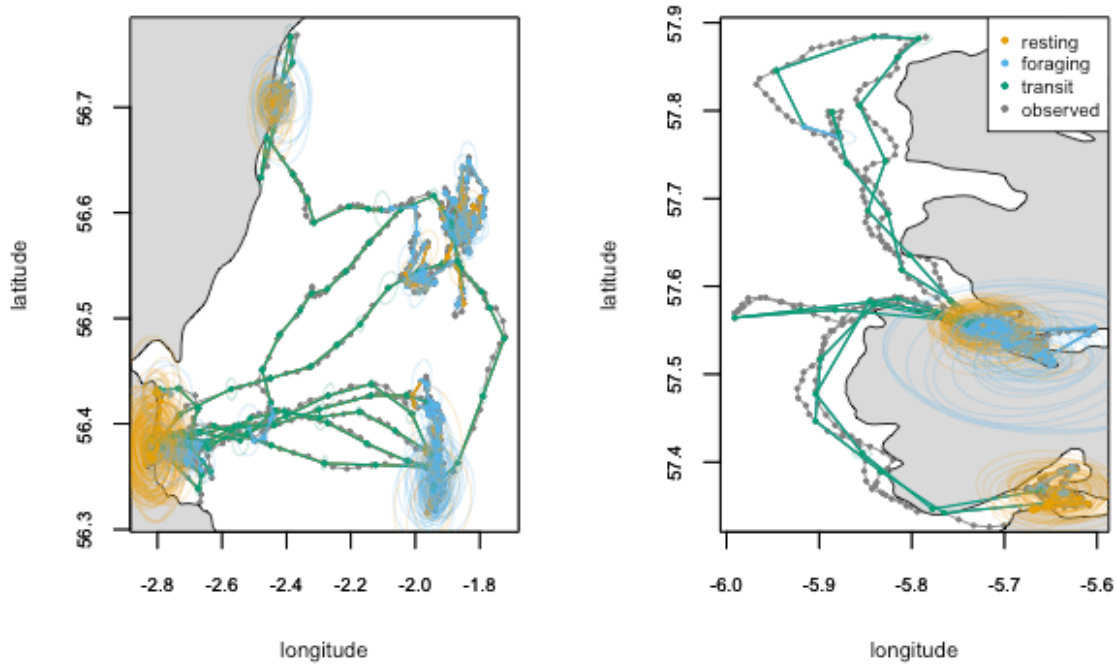 latitude
56.7
56.6
56.5
56.4
56.3
-2.8
-2.6
-2.4
-2.2
-2.0
-1.8
longitude
latitude
57.9
57.8
57.7
57.6
57.5
57.4
resting
foraging
transit
observed
-6.0
-5.9
-5.8
-5.7
-5.6
longitude